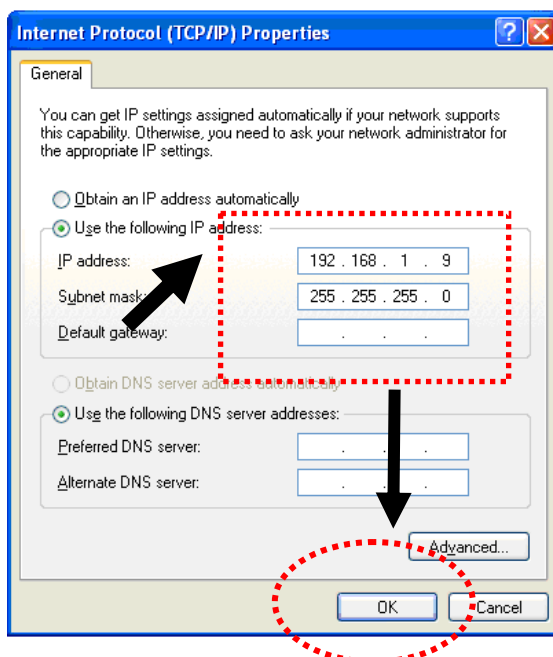 Internet Protocol (TCP/IP) Properties
General
You can get IP settings assigned automatically if your network supports
this capability. Otherwise, you need to ask your network administrator for
the appropriate IP settings.
Obtain an IP address automatically
Use the following IP address:
IP address: 192 . 168 . 1 . 9
Subnet mask: 255 . 255 . 255 . 0
Default gateway: . . .
Obtain DNS server address automatically
Use the following DNS server addresses:
Preferred DNS server: . . .
Alternate DNS server: . . .
Advanced...
OK Cancel